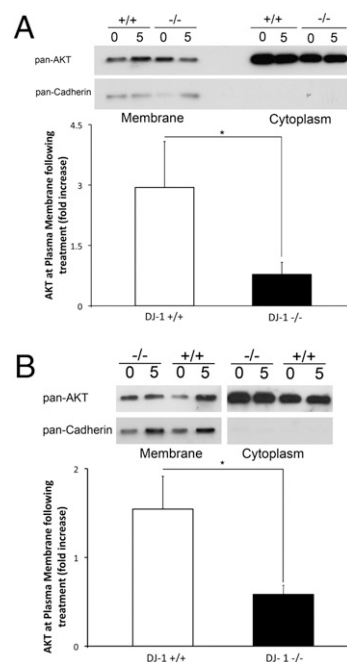 A
+/+ -/- +/+ -/-
0 5 0 5 0 5 0 5
pan-AKT
pan-Cadherin
Membrane Cytoplasm
AKT at Plasma Membrane following
treatment (fold increase)
4.5
*
3
1.5
0
DJ-1 +/+ DJ-1 -/-
B
-/- +/+ -/- +/+
0 5 0 5 0 5 0 5
pan-AKT
pan-Cadherin
Membrane Cytoplasm
AKT at Plasma Membrane following
treatment (fold increase)
2
*
1
0
DJ-1 +/+ DJ- 1 -/-